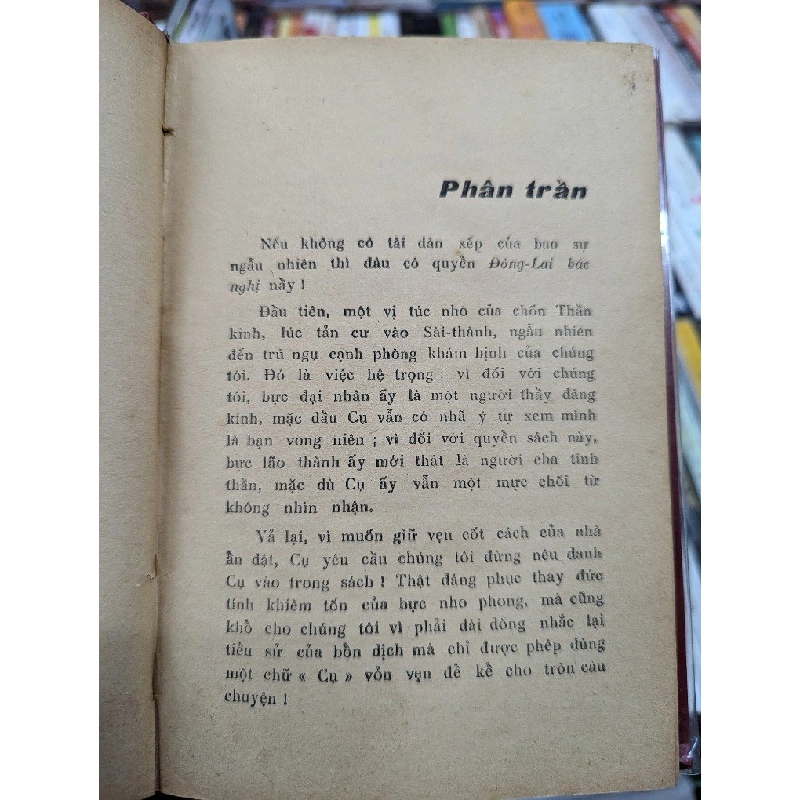 Phân trần
Nếu không có tài dàn xếp của bao sự
ngẫu nhiên thì đâu có quyển Đông-Lai bác
nghị nầy !
Đầu tiên, một vị túc nho của chốn Thần
kinh, lúc tản cư vào Sài-thành, ngẫu nhiên
đến trú ngụ cạnh phòng khám bịnh của chúng
tôi. Đó là việc hệ trọng : vì đối với chúng
tôi, bực đại nhân ấy là một người thầy đáng
kính, mặc dầu Cụ vẫn có nhã ý tự xem mình
là bạn vong niên ; vì đối với quyển sách này,
bực lão thành ấy mới thật là người cha tinh
thần, mặc dù Cụ ấy vẫn một mực chối từ
không nhìn nhận.
Vả lại, vì muốn giữ vẹn cốt cách của nhà
ẩn dật, Cụ yêu cầu chúng tôi đừng nêu danh
Cụ vào trong sách ! Thật đáng phục thay đức
tính khiêm tốn của bực nho phong, mà cũng
khổ cho chúng tôi vì phải dài dòng nhắc lại
tiểu sử của bổn dịch mà chỉ được phép dùng
một chữ « Cụ » vỏn vẹn để kể cho tròn câu
chuyện !